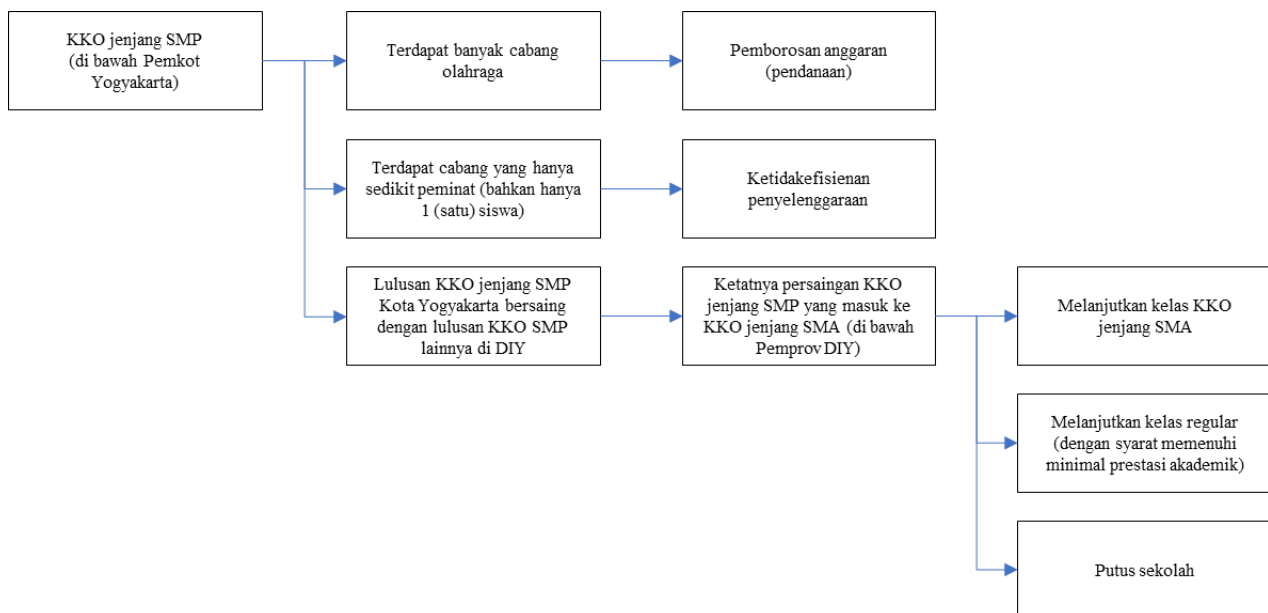 KKO jenjang SMP
(di bawah Pemkot
Yogyakarta)
Terdapat banyak cabang
olahraga
Pemborosan anggaran
(pendanaan)
Terdapat cabang yang hanya
sedikit peminat (bahkan hanya
1 (satu) siswa)
Ketidakefisienan
penyelenggaraan
Lulusan KKO jenjang SMP
Kota Yogyakarta bersaing
dengan lulusan KKO SMP
lainnya di DIY
Ketatnya persaingan KKO
jenjang SMP yang masuk ke
KKO jenjang SMA (di bawah
Pemprov DIY)
Melanjutkan kelas KKO
jenjang SMA
Melanjutkan kelas regular
(dengan syarat memenuhi
minimal prestasi akademik)
Putus sekolah